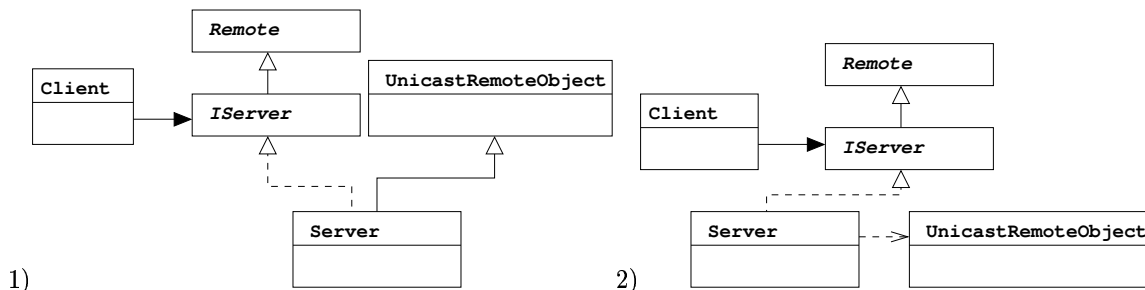 Remote
Client
IServer
UnicastRemoteObject
Server
1)
Remote
Client
IServer
Server
UnicastRemoteObject
2)